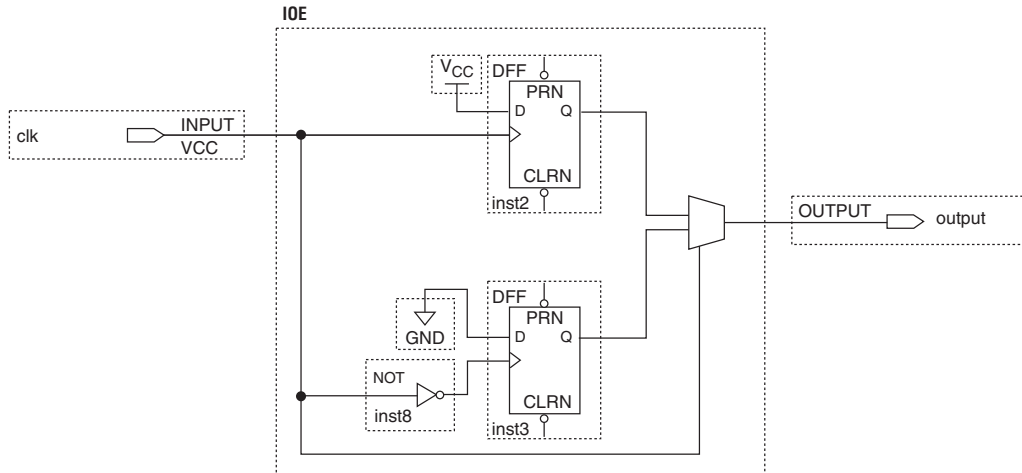 IOE
VCC
DFF
PRN
D Q
CLRN
inst2
clk
INPUT
VCC
OUTPUT
output
DFF
PRN
D Q
CLRN
inst3
GND
NOT
inst8